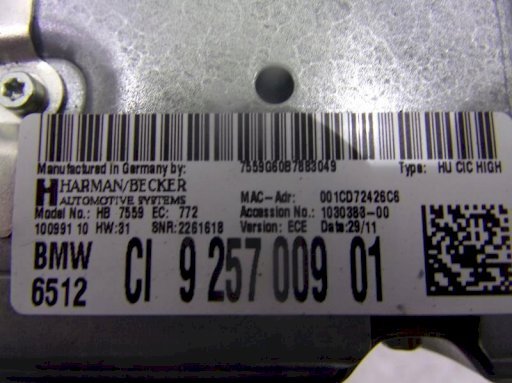 Manufactured in Germany by: 7559G60B7883049 Type: HU CIC HIGH
HARMAN/BECKER
AUTOMOTIVE SYSTEMS MAC-Adr: 001CD72426C6
Model No.: HB 7559 EC: 772 Accession No.: 1030383-00
100991 10 HW:31 SNR:2261618 Version: ECE Date:29/11
BMW CI 9 257 009 01
6512